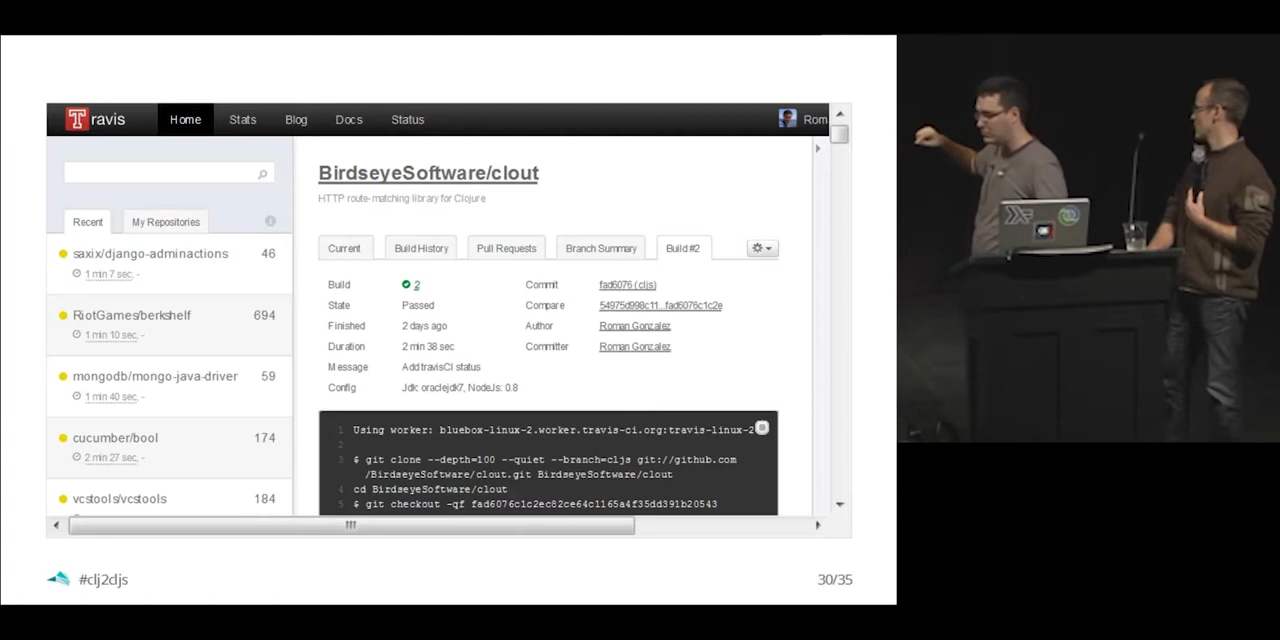 Travis
Home
Stats
Blog
Docs
Status
Rom
BirdseyeSoftware/clout
HTTP route-matching library for Clojure
Recent
My Repositories
Current
Build History
Pull Requests
Branch Summary
Build #2
saxix/django-adminactions 46
1 min 7 sec, -
RiotGames/berkshelf 694
1 min 10 sec, -
mongodb/mongo-java-driver 59
1 min 40 sec, -
cucumber/bool 174
2 min 27 sec, -
vcstools/vcstools 184
Build 2 Commit fad6076 (cljs)
State Passed Compare 54975d998c11...fad6076c1c2e
Finished 2 days ago Author Roman Gonzalez
Duration 2 min 38 sec Committer Roman Gonzalez
Message Add travisCI status
Config Jdk: oraclejdk7, NodeJs: 0.8
1 Using worker: bluebox-linux-2.worker.travis-ci.org:travis-linux-2
2
3 $ git clone --depth=100 --quiet --branch=cljs git://github.com
/BirdseyeSoftware/clout.git BirdseyeSoftware/clout
4 cd BirdseyeSoftware/clout
5 $ git checkout -qf fad6076c1c2ec82ce64c1165a4f35dd391b20543
#clj2cljs
30/35